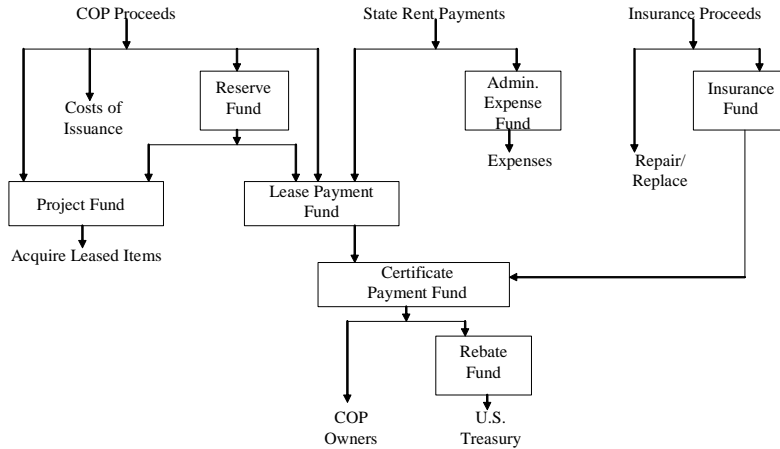 COP Proceeds
State Rent Payments
Insurance Proceeds
Costs of
Issuance
Reserve
Fund
Admin.
Expense
Fund
Insurance
Fund
Expenses
Repair/
Replace
Project Fund
Lease Payment
Fund
Acquire Leased Items
Certificate
Payment Fund
Rebate
Fund
COP
Owners
U.S.
Treasury